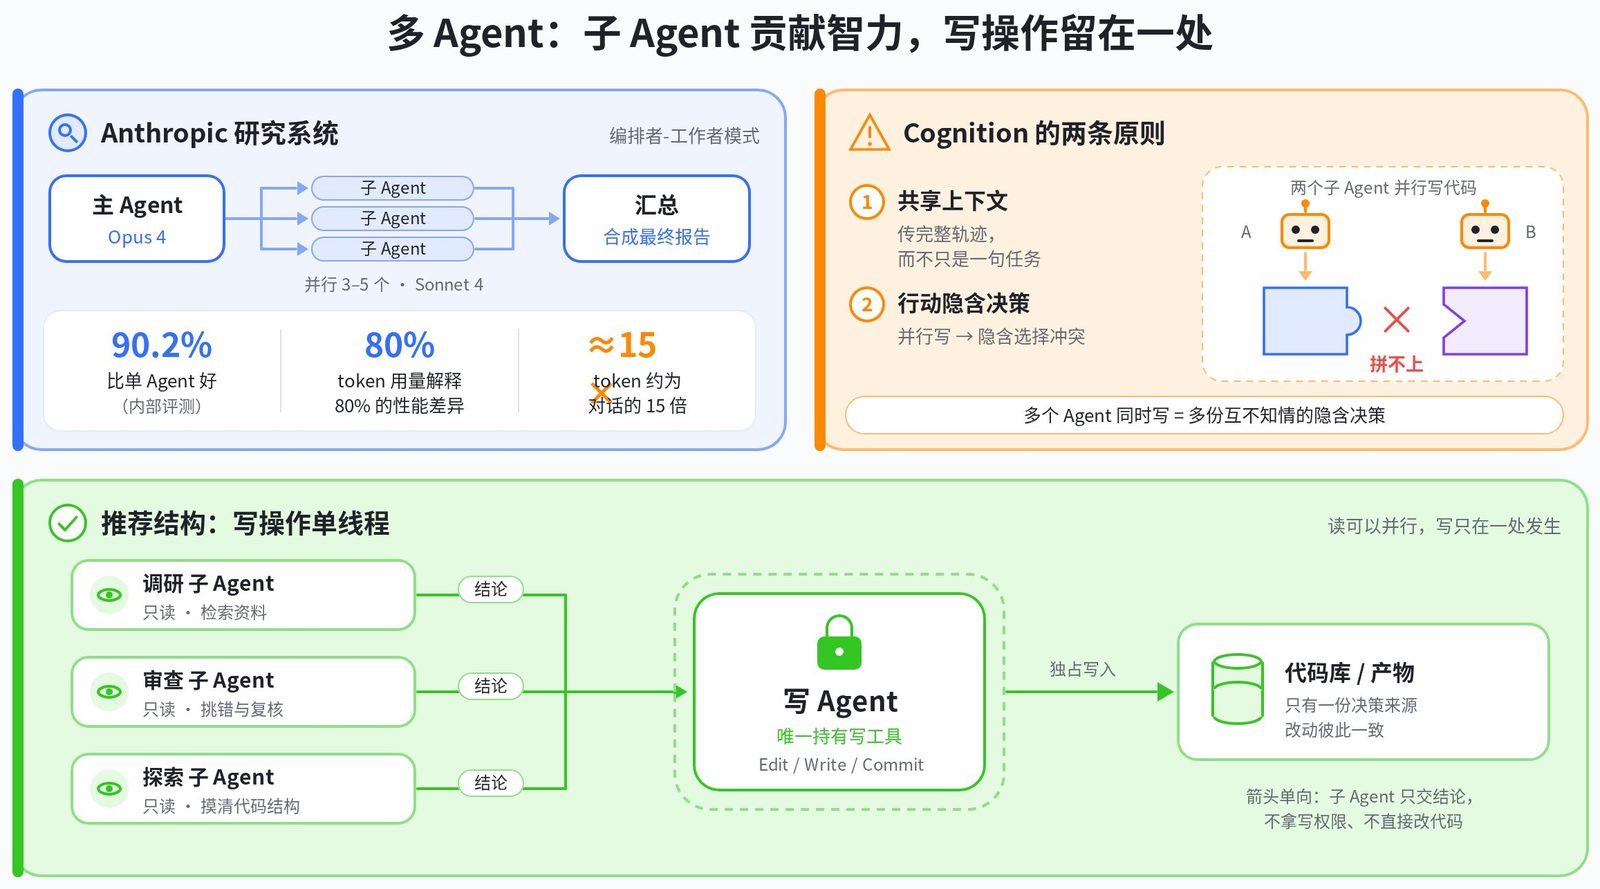 多 Agent：子 Agent 贡献智力，写操作留在一处
Anthropic 研究系统
编排者-工作者模式
主 Agent
Opus 4
子 Agent
子 Agent
子 Agent
并行 3–5 个 · Sonnet 4
汇总
合成最终报告
90.2%
比单 Agent 好
（内部评测）
80%
token 用量解释
80% 的性能差异
≈15×
token 约为
对话的 15 倍
Cognition 的两条原则
1
共享上下文
传完整轨迹，
而不只是一句任务
2
行动隐含决策
并行写 → 隐含选择冲突
两个子 Agent 并行写代码
A
B
拼不上
多个 Agent 同时写 = 多份互不知情的隐含决策
推荐结构：写操作单线程
读可以并行，写只在一处发生
调研 子 Agent
只读 · 检索资料
结论
审查 子 Agent
只读 · 挑错与复核
结论
探索 子 Agent
只读 · 摸清代码结构
结论
写 Agent
唯一持有写工具
Edit / Write / Commit
独占写入
代码库 / 产物
只有一份决策来源
改动彼此一致
箭头单向：子 Agent 只交结论，
不拿写权限、不直接改代码